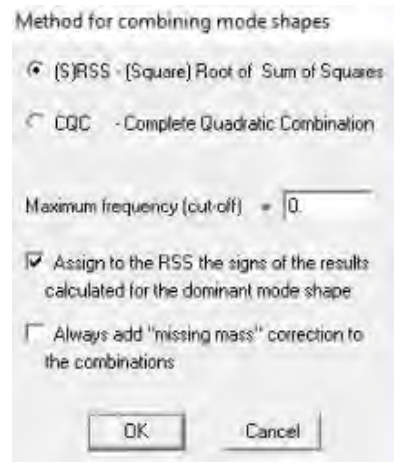 Method for combining mode shapes
(S)RSS - (Square) Root of Sum of Squares
CQC - Complete Quadratic Combination
Maximum frequency (cut-off) = 0.
Assign to the RSS the signs of the results
calculated for the dominant mode shape
Always add "missing mass" correction to
the combinations
OK Cancel